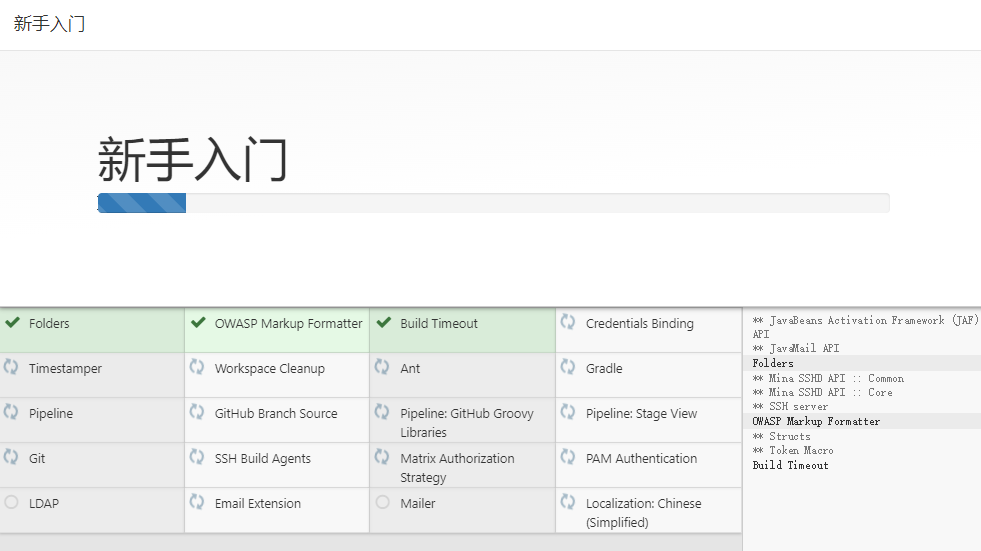 新手入门
新手入门
Folders
OWASP Markup Formatter
Build Timeout
Credentials Binding
Timestamper
Workspace Cleanup
Ant
Gradle
Pipeline
GitHub Branch Source
Pipeline: GitHub Groovy
Libraries
Pipeline: Stage View
Git
SSH Build Agents
Matrix Authorization
Strategy
PAM Authentication
LDAP
Email Extension
Mailer
Localization: Chinese
(Simplified)
** JavaBeans Activation Framework (JAF)
API
** JavaMail API
Folders
** Mina SSHD API :: Common
** Mina SSHD API :: Core
** SSH server
OWASP Markup Formatter
** Structs
** Token Macro
Build Timeout